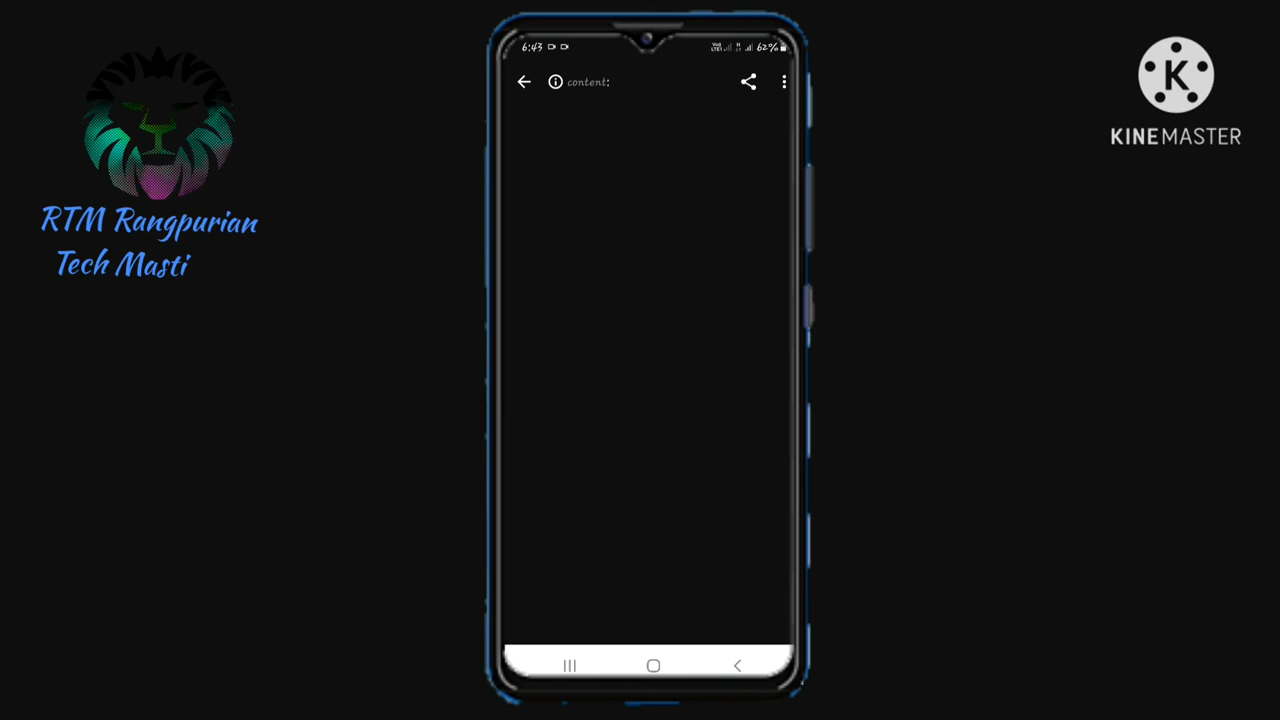 RTM Rangpurian
Tech Masti
6:43
62%
content:
K
KINEMASTER